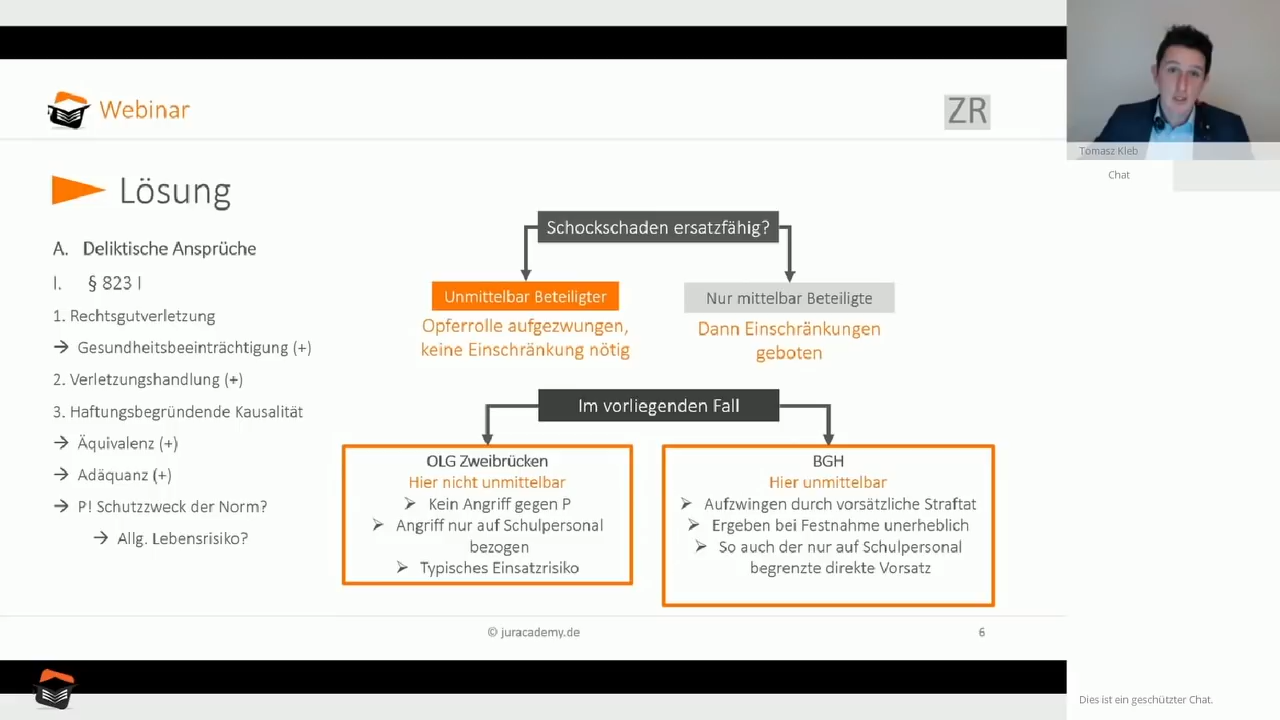 Webinar
ZR
Lösung
A. Deliktische Ansprüche
I. § 823 I
1. Rechtsgutverletzung
→ Gesundheitsbeeinträchtigung (+)
2. Verletzungshandlung (+)
3. Haftungsbegründende Kausalität
→ Äquivalenz (+)
→ Adäquanz (+)
→ P! Schutzzweck der Norm?
→ Allg. Lebensrisiko?
Schockschaden ersatzfähig?
Unmittelbar Beteiligter
Opferrolle aufgezwungen,
keine Einschränkung nötig
Nur mittelbar Beteiligte
Dann Einschränkungen
geboten
Im vorliegenden Fall
OLG Zweibrücken
Hier nicht unmittelbar
➢ Kein Angriff gegen P
➢ Angriff nur auf Schulpersonal
bezogen
➢ Typisches Einsatzrisiko
BGH
Hier unmittelbar
➢ Aufzwingen durch vorsätzliche Straftat
➢ Ergeben bei Festnahme unerheblich
➢ So auch der nur auf Schulpersonal
begrenzte direkte Vorsatz
© juracademy.de
6
Tomasz Kleb
Chat
Dies ist ein geschützter Chat.